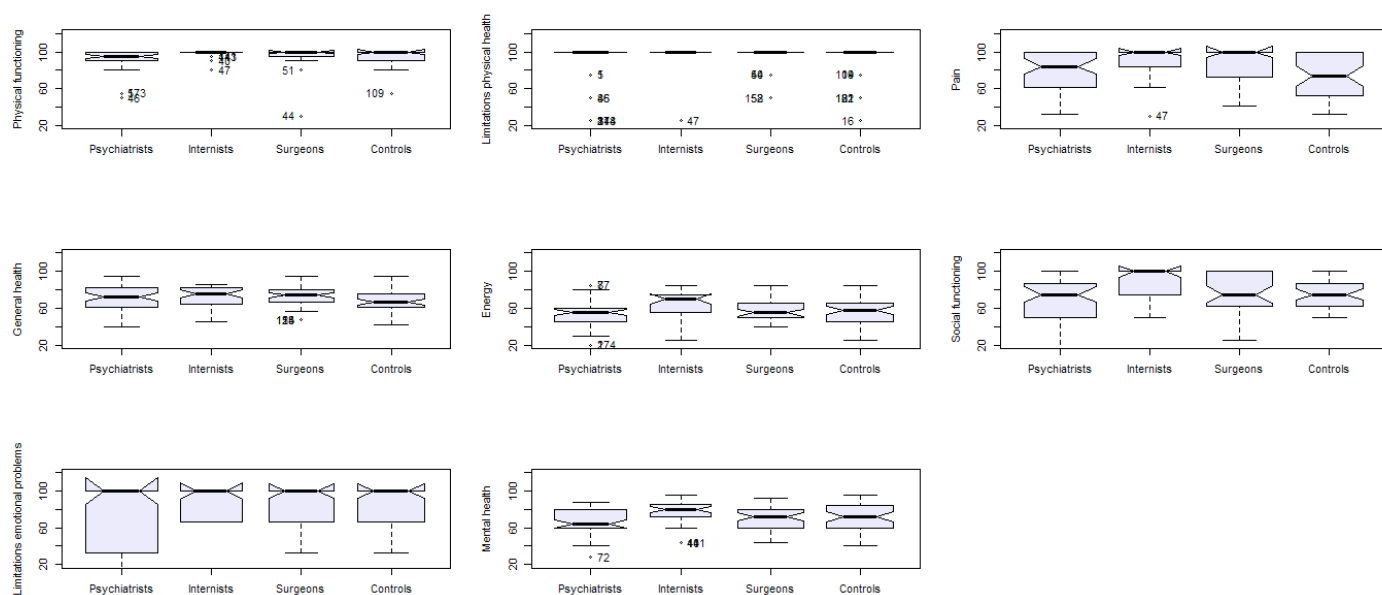 Physical functioning
100
60
20
573
46
143
40
47
51
44
109
Psychiatrists Internists Surgeons Controls
Limitations physical health
100
60
20
47
16
Psychiatrists Internists Surgeons Controls
Pain
100
60
20
47
Psychiatrists Internists Surgeons Controls
General health
100
60
20
Psychiatrists Internists Surgeons Controls
Energy
100
60
20
Psychiatrists Internists Surgeons Controls
Social functioning
100
60
20
Psychiatrists Internists Surgeons Controls
Limitations emotional problems
100
60
20
Psychiatrists Internists Surgeons Controls
Mental health
100
60
20
72
Psychiatrists Internists Surgeons Controls